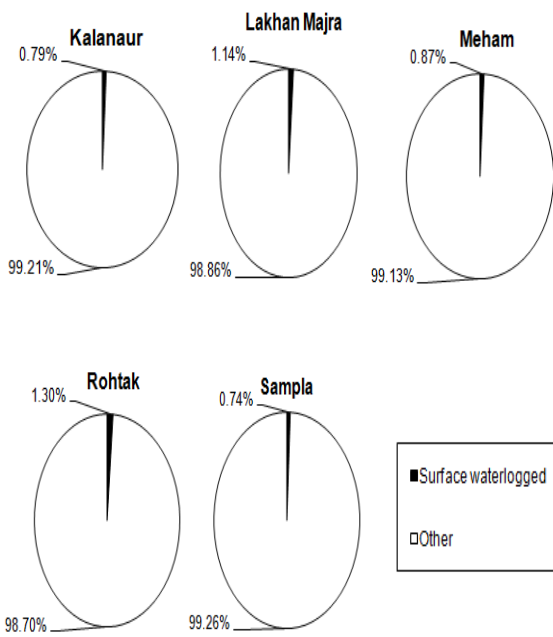 Kalanaur
0.79%
99.21%
Lakhan Majra
1.14%
98.86%
Meham
0.87%
99.13%
Rohtak
1.30%
98.70%
Sampla
0.74%
99.26%
Surface waterlogged
Other